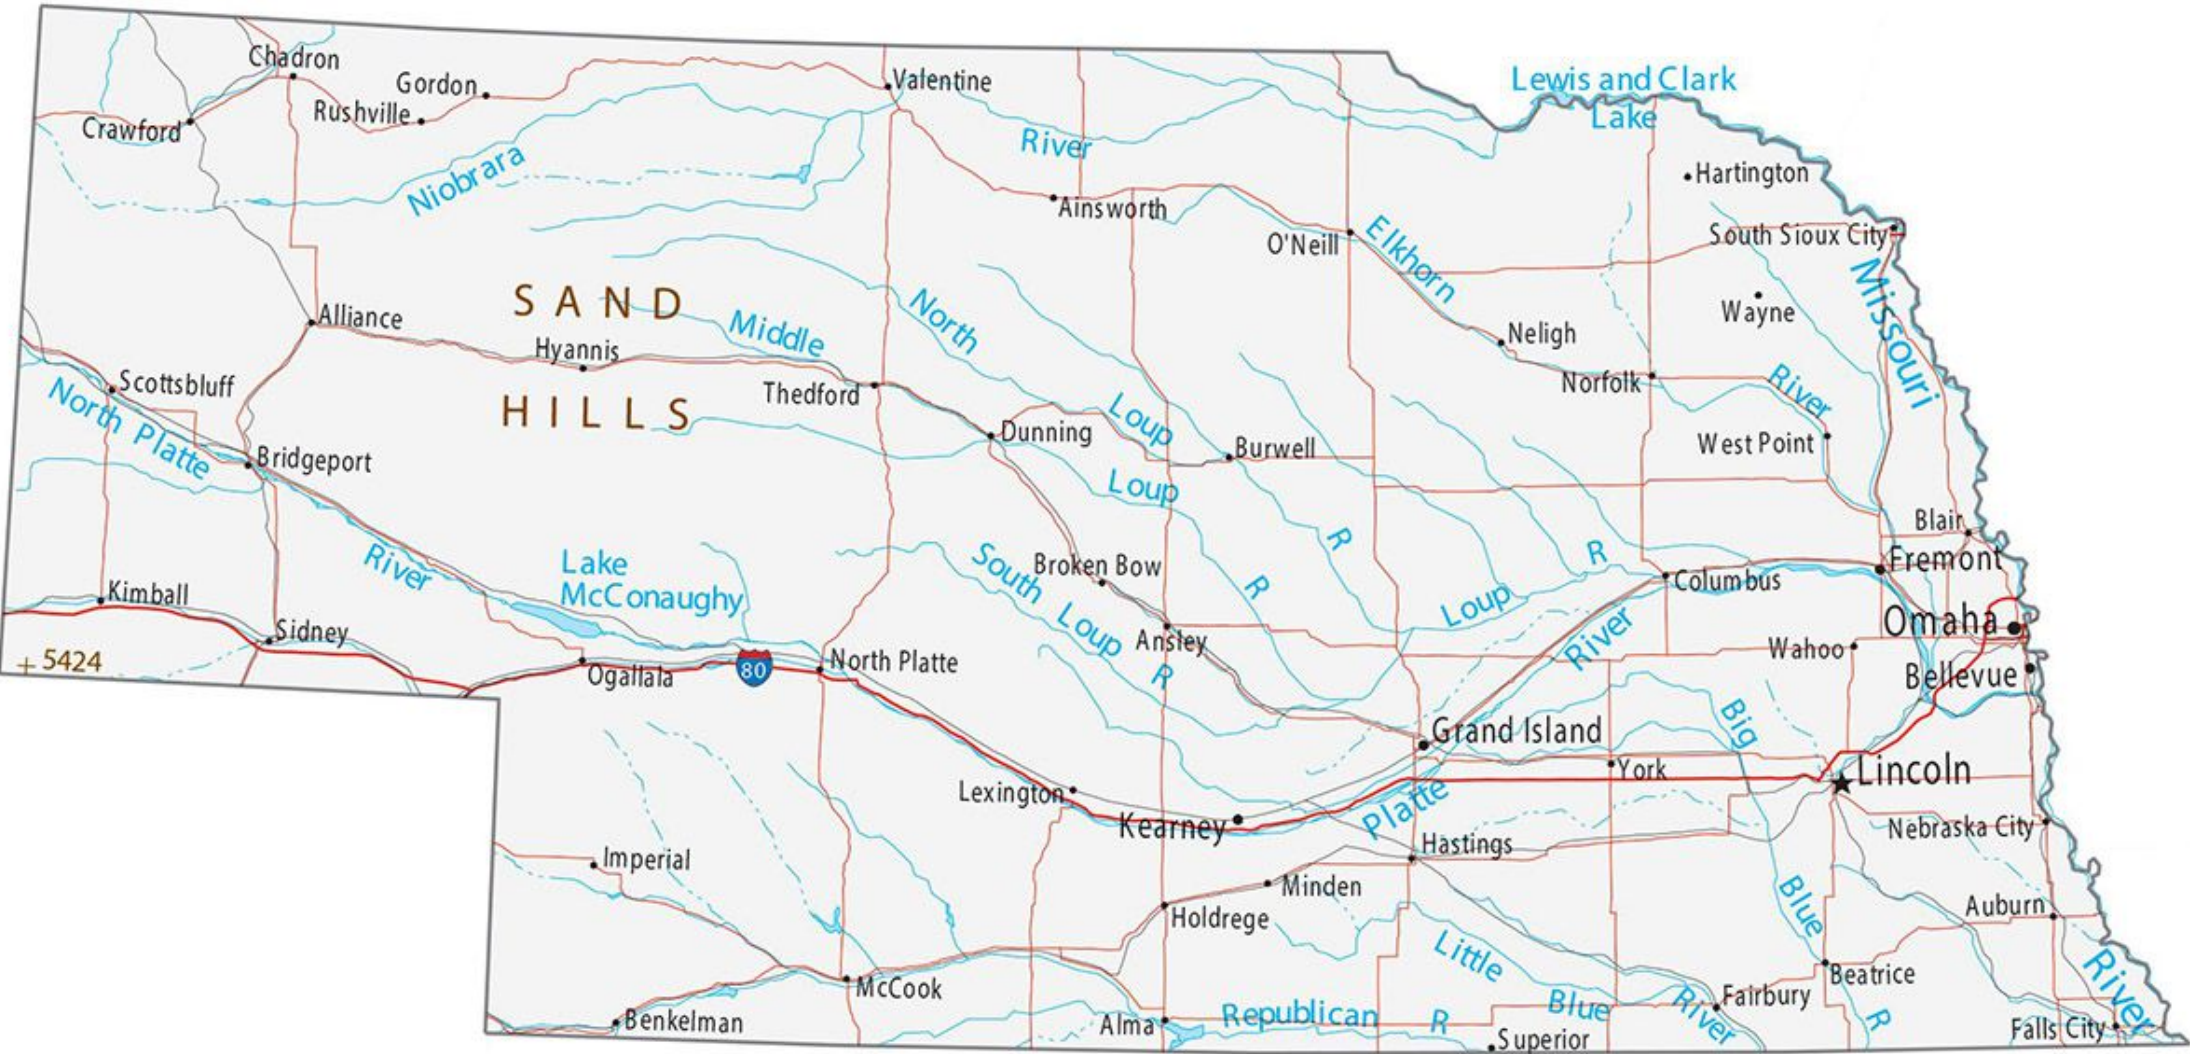 Chadron
Gordon
Rushville
Crawford
Valentine
Lewis and Clark
Lake
River
Niobrara
Hartington
Ainsworth
O'Neill
Elkhorn
South Sioux City
Missouri
SAND
HILLS
Alliance
Hyannis
Middle
North
Thedford
Neligh
Wayne
Norfolk
River
Scottsbluff
North Platte
Bridgeport
Dunning
Loup
Burwell
West Point
Loup
R
River
Lake
McConaughy
South Loup R
Broken Bow
R
R
Loup
Blair
Fremont
Columbus
Omaha
Kimball
Sidney
5424
Ogallala
80
North Platte
Ansley
River
Wahoo
Bellevue
Grand Island
Big
York
Lincoln
Lexington
Kearney
Platte
Hastings
Nebraska City
Imperial
Minden
Holdrege
Blue
Auburn
Little
McCook
Beatrice
River
Benkelman
Alma
Republican R
Blue
River
Fairbury
R
Superior
Falls City